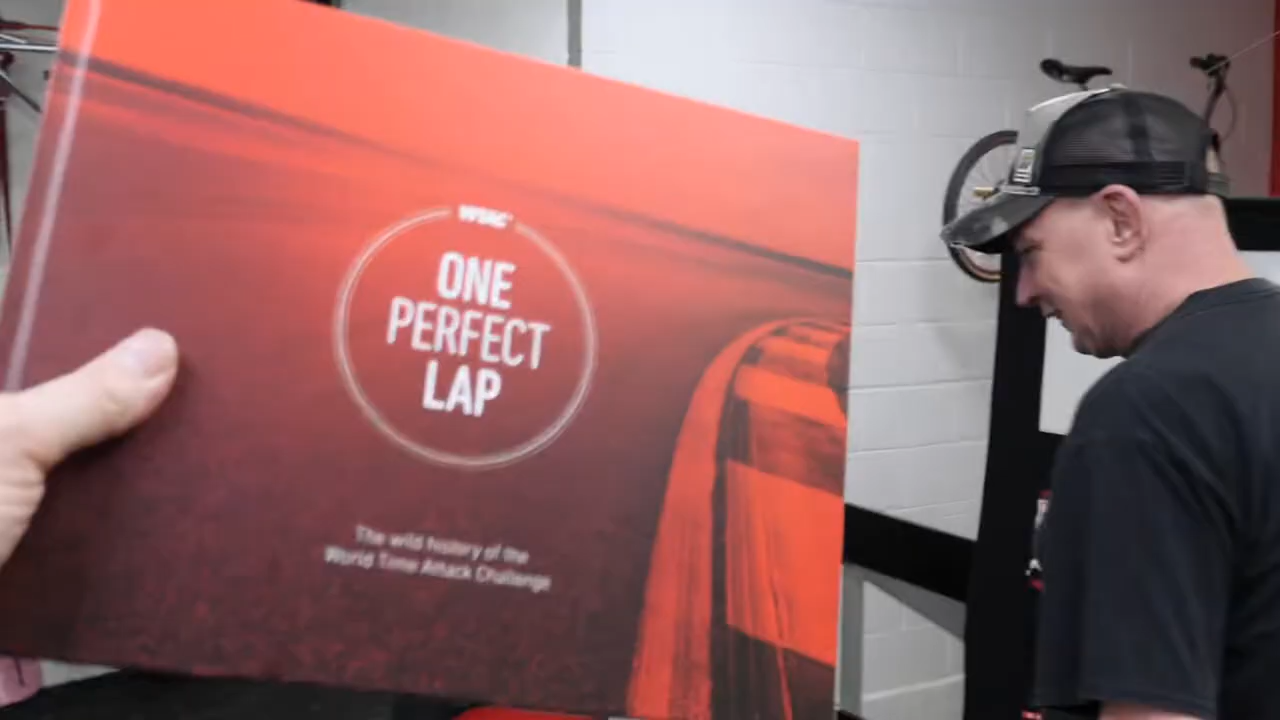 WTAC
ONE
PERFECT
LAP
The wild history of the
World Time Attack Challenge